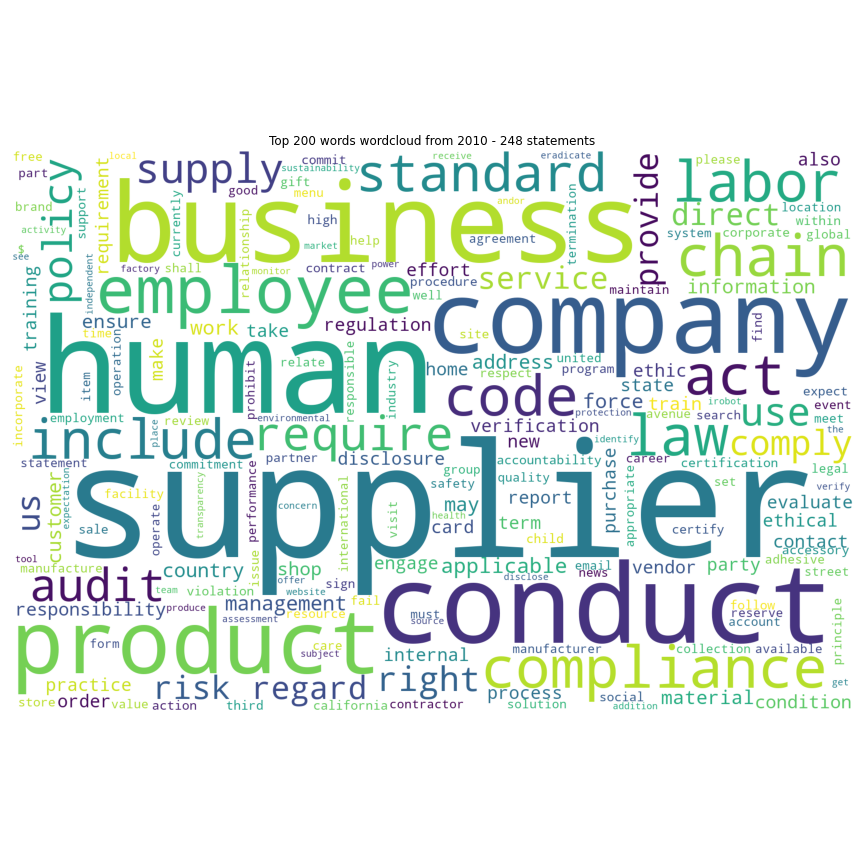 Top 200 words wordcloud from 2010 - 248 statements
free
local
part
brand
activity
$
see
policy
support
requirement
independent
currently
supply
sustainability
commit
good
gift
menu
high
standard
receive
eradicate
andor
agreement
termination
provide
labor
please
also
direct
location
within
system
corporate
global
business
training
factory
shall
relationship
monitor
market
help
contract
power
procedure
effort
well
service
maintain
chain
information
employee
company
ensure
work
take
regulation
site
find
time
operation
make
item
view
human
prohibit
relate
responsible
industry
home
address
united
respect
program
ethic
state
act
expect
irobot
event
incorporate
employment
place
review
environmental
code
force
train
avenue
search
meet
protection
the
verification
new
include
require
identify
law
career
comply
use
statement
commitment
partner
disclosure
group
accountability
certification
legal
us
customer
expectation
facility
transparency
performance
international
safety
quality
purchase
appropriate
set
verify
supplier
concern
visit
may
report
evaluate
sale
operate
health
card
term
certify
ethical
child
contact
tool
manufacture
country
issue
shop
engage
applicable
email
vendor
party
accessory
adhesive
team
violation
offer
website
sign
disclose
news
street
audit
produce
management
resource
fail
conduct
follow
reserve
responsibility
assessment
must
source
account
principle
product
form
care
subject
internal
manufacturer
collection
available
practice
risk
regard
right
compliance
process
social
get
store
order
value
action
third
california
contractor
solution
addition
material
condition